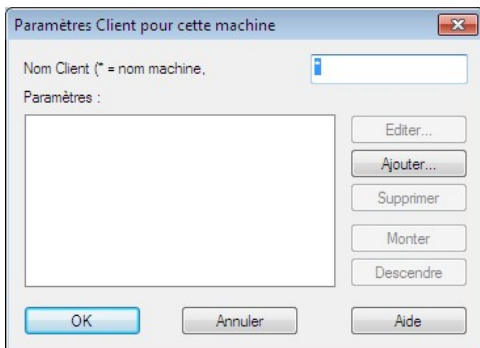 Paramètres Client pour cette machine
Nom Client (* = nom machine, *
Paramètres :
Editer...
Ajouter...
Supprimer
Monter
Descendre
OK Annuler Aide